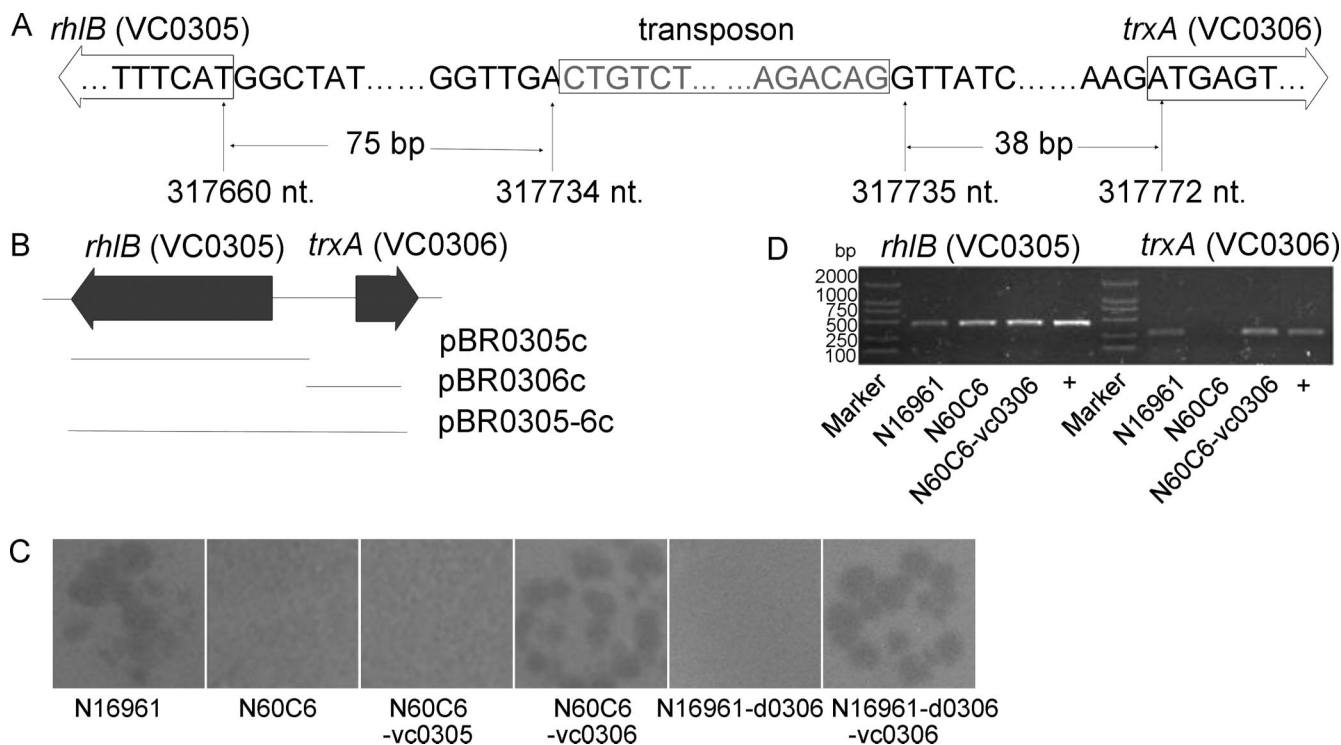 A
rhlB (VC0305) transposon trxA (VC0306)
...TTTCATGGCTAT......GGTTGACTGTCT... ...AGACAGGTTATC......AAGATGAGT...
75 bp 38 bp
317660 nt. 317734 nt. 317735 nt. 317772 nt.
B
rhlB (VC0305) trxA (VC0306)
pBR0305c
pBR0306c
pBR0305-6c
D
rhlB (VC0305) trxA (VC0306)
bp
2000
1000
750
500
250
100
Marker N16961 N60C6 N60C6-vc0306 + Marker N16961 N60C6 N60C6-vc0306 +
C
N16961 N60C6 N60C6 N60C6 N16961-d0306 N16961-d0306
-vc0305 -vc0306 -vc0306